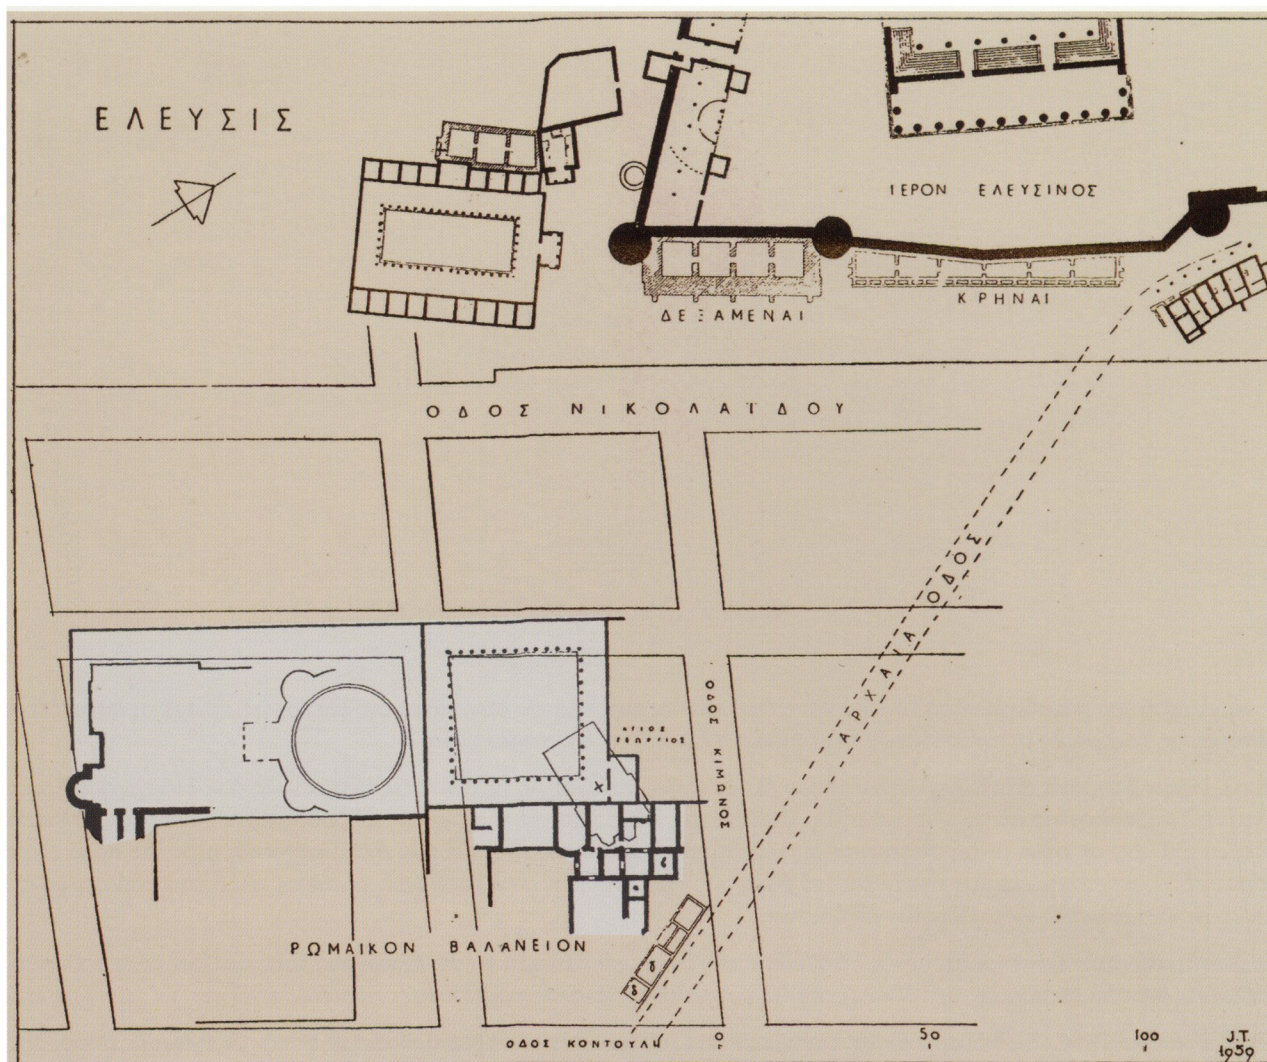 ΕΛΕΥΣΙΣ
ΙΕΡΟΝ ΕΛΕΥΣΙΝΟΣ
ΔΕΞΑΜΕΝΑΙ
ΚΡΗΝΑΙ
ΟΔΟΣ ΝΙΚΟΛΑΪΔΟΥ
ΑΡΧΑΙΑ ΟΔΟΣ
ΑΓΙΟΣ
ΓΕΩΡΓΙΟΣ
ΟΔΟΣ ΚΙΜΩΝΟΣ
ΡΩΜΑΙΚΟΝ ΒΑΛΑΝΕΙΟΝ
γ
δ
ΟΔΟΣ ΚΟΝΤΟΥΛΗ
0 50 100
J.T.
1959